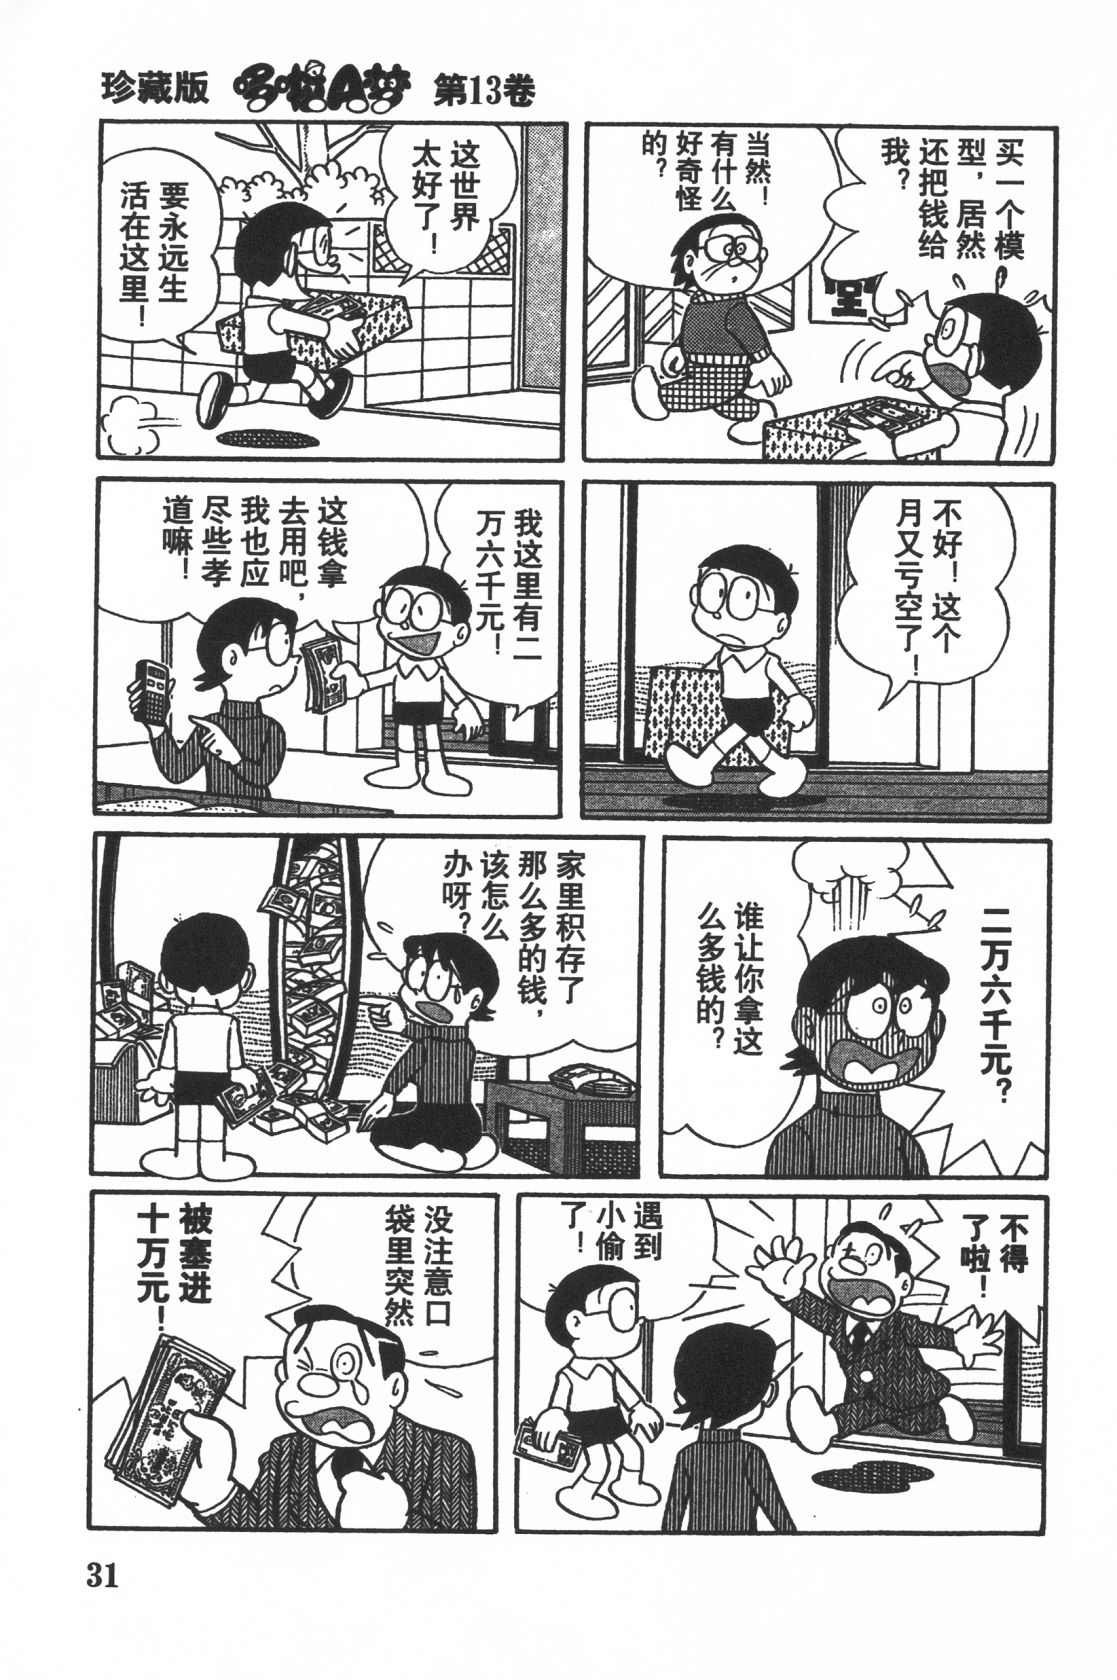 珍藏版 哆啦A梦 第13卷
买一个模
型，居然
还把钱给
我？
当然！
有什么
好奇怪
的？
这世界
太好了！
要永远生
活在这里！
不好！这个
月又亏空了！
我这里有二
万六千元！
这钱拿
去用吧，
我也应
尽些孝
道嘛！
二万六千元？
谁让你拿这
么多钱的？
家里积存了
那么多的钱，
该怎么
办呀？
不得
了啦！
遇到
小偷
了！
没注意口
袋里突然
被塞进
十万元！
31